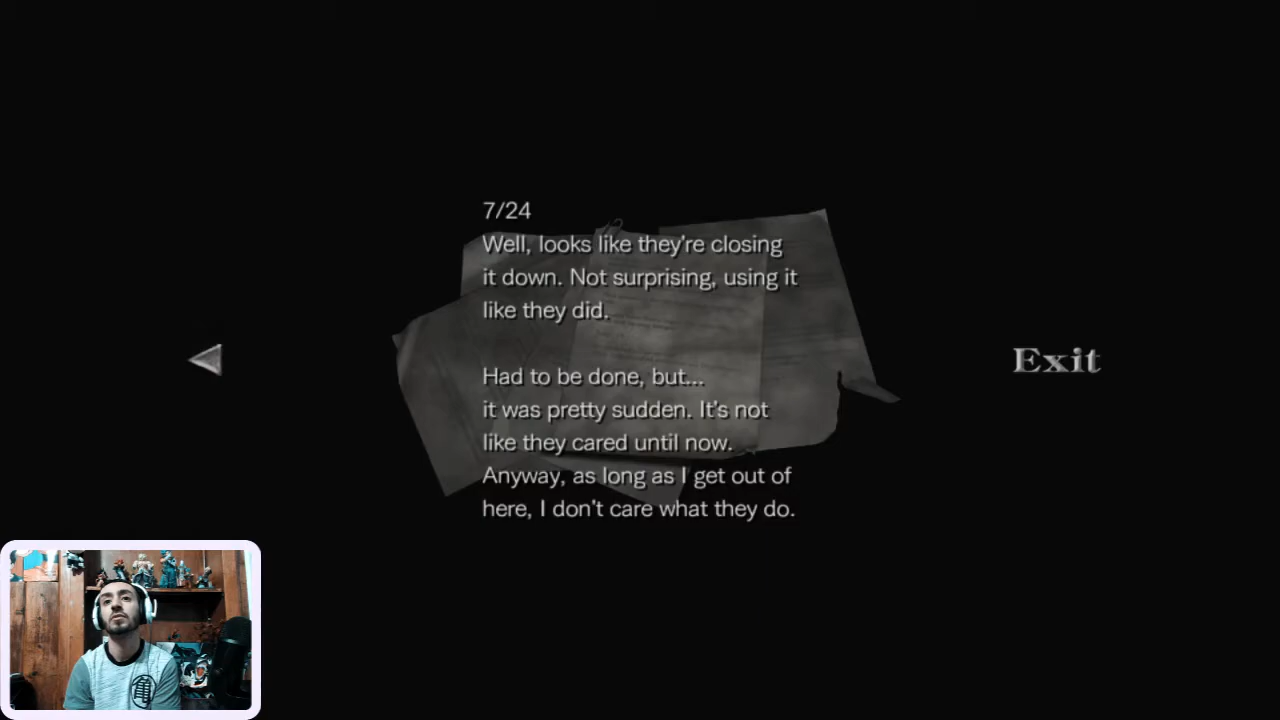 7/24
Well, looks like they're closing
it down. Not surprising, using it
like they did.
Had to be done, but...
it was pretty sudden. It's not
like they cared until now.
Anyway, as long as I get out of
here, I don't care what they do.
Exit